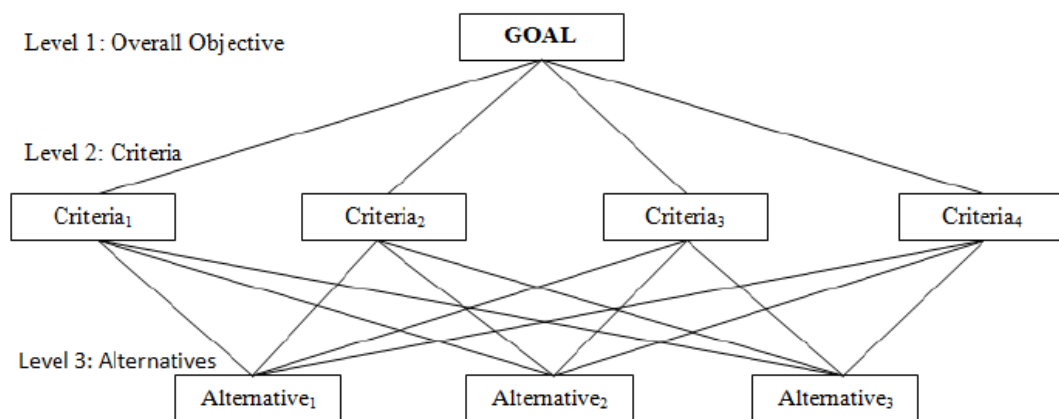 Level 1: Overall Objective
GOAL
Level 2: Criteria
Criteria₁
Criteria₂
Criteria₃
Criteria₄
Level 3: Alternatives
Alternative₁
Alternative₂
Alternative₃